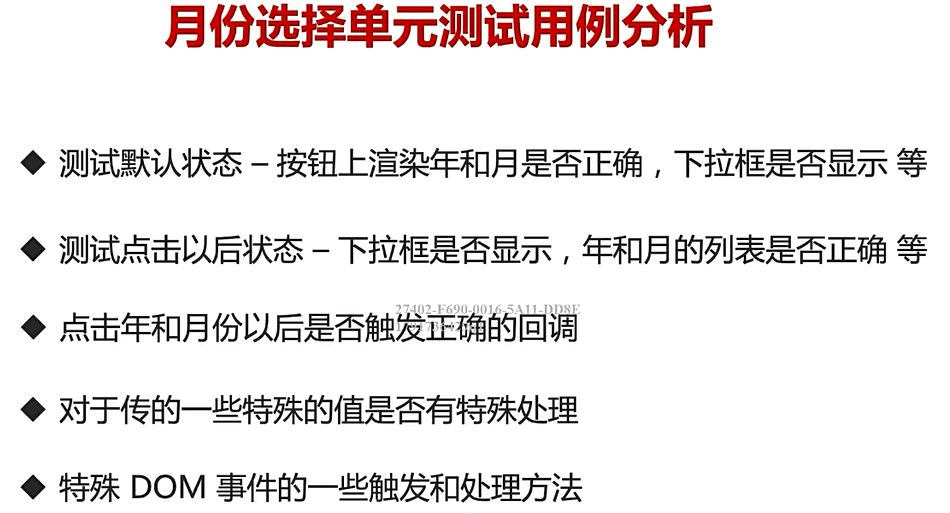 月份选择单元测试用例分析
◆ 测试默认状态 – 按钮上渲染年和月是否正确，下拉框是否显示 等
◆ 测试点击以后状态 – 下拉框是否显示，年和月的列表是否正确 等
27402-F690-0016-5A11-DD8E
◆ 点击年和月份以后是否触发正确的回调
◆ 对于传的一些特殊的值是否有特殊处理
◆ 特殊 DOM 事件的一些触发和处理方法